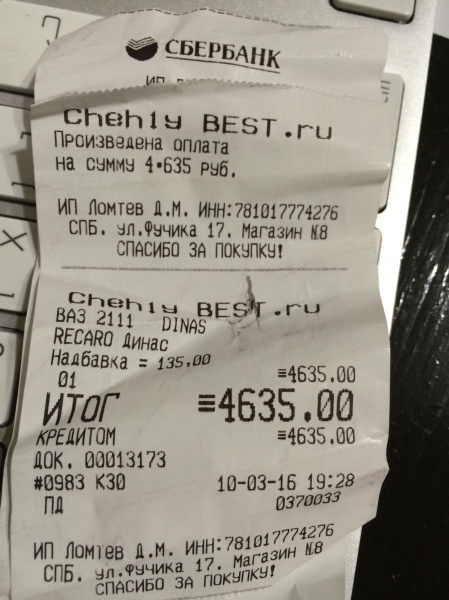 СБЕРБАНК
ИП
Chehly BEST.ru
Произведена оплата
на сумму 4•635 руб.
ИП Ломтев Д.М. ИНН:781017774276
СПБ. ул.Фучика 17. Магазин №8
СПАСИБО ЗА ПОКУПКУ!
Chehly BEST.ru
ВАЗ 2111 DINAS
RECARO Динас
Надбавка = 135,00
01 ≡4635.00
ИТОГ ≡4635.00
КРЕДИТОМ ≡4635.00
ДОК. 00013173
#0983 К30 10-03-16 19:28
ПД 0370033
ИП Ломтев Д.М. ИНН:781017774276
СПБ. ул.Фучика 17. Магазин №8
СПАСИБО ЗА ПОКУПКУ!